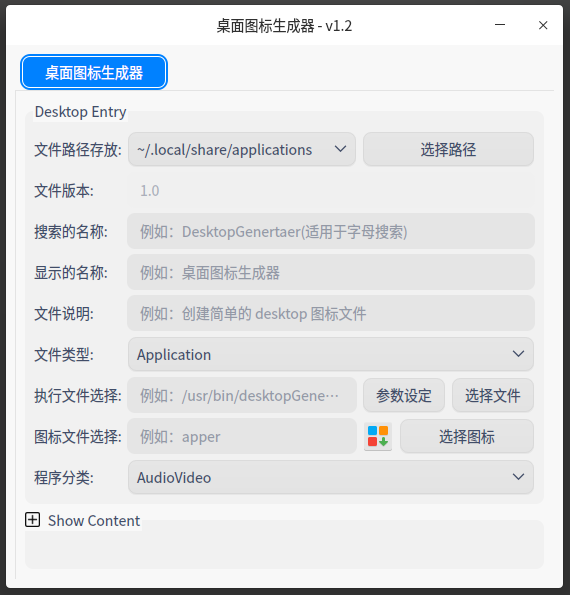 桌面图标生成器 - v1.2
桌面图标生成器
Desktop Entry
文件路径存放: ~/.local/share/applications 选择路径
文件版本: 1.0
搜索的名称: 例如：DesktopGenertaer(适用于字母搜索)
显示的名称: 例如：桌面图标生成器
文件说明: 例如：创建简单的 desktop 图标文件
文件类型: Application
执行文件选择: 例如：/usr/bin/desktopGene… 参数设定 选择文件
图标文件选择: 例如：apper 选择图标
程序分类: AudioVideo
Show Content